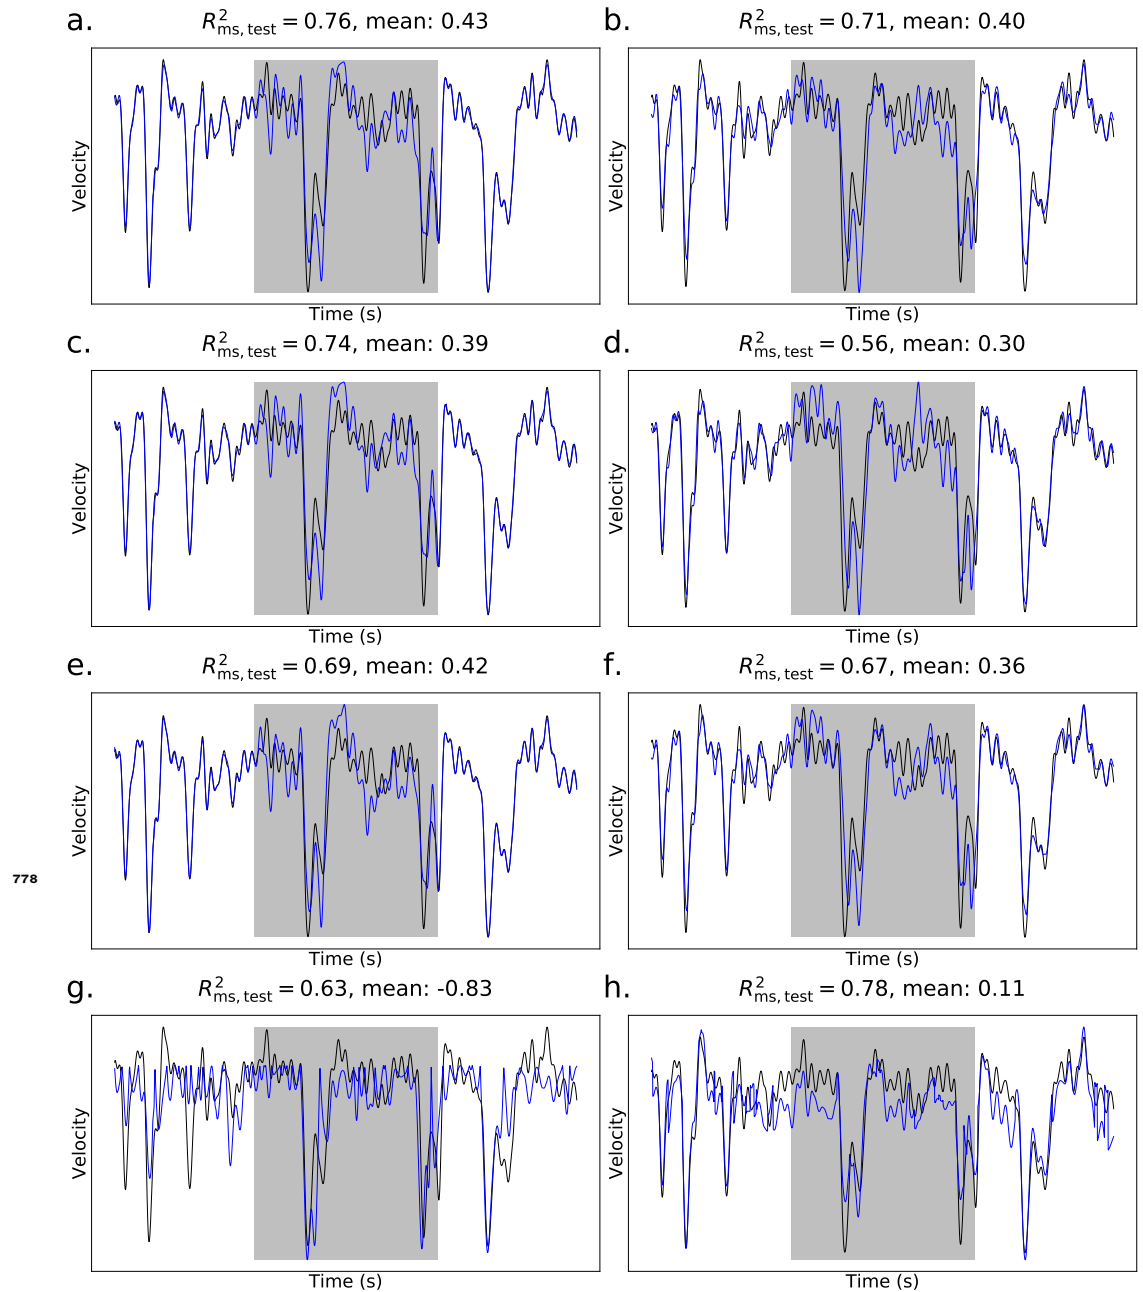 a. R²ms, test = 0.76, mean: 0.43
Velocity
Time (s)
b. R²ms, test = 0.71, mean: 0.40
Velocity
Time (s)
c. R²ms, test = 0.74, mean: 0.39
Velocity
Time (s)
d. R²ms, test = 0.56, mean: 0.30
Velocity
Time (s)
e. R²ms, test = 0.69, mean: 0.42
Velocity
Time (s)
f. R²ms, test = 0.67, mean: 0.36
Velocity
Time (s)
778
g. R²ms, test = 0.63, mean: -0.83
Velocity
Time (s)
h. R²ms, test = 0.78, mean: 0.11
Velocity
Time (s)